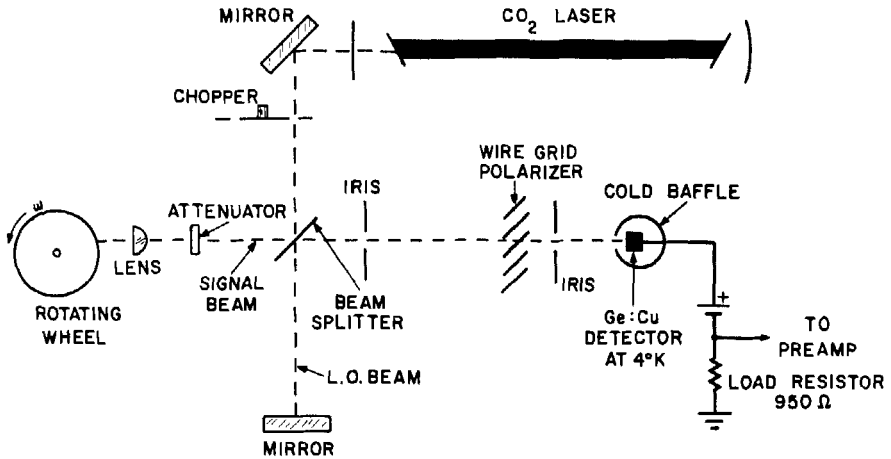 MIRROR
CO2 LASER
CHOPPER
WIRE GRID
POLARIZER
IRIS
COLD BAFFLE
ATTENUATOR
ω
LENS
SIGNAL
BEAM
BEAM
SPLITTER
IRIS
ROTATING
WHEEL
Ge:Cu
DETECTOR
AT 4°K
+
TO
PREAMP
L.O. BEAM
LOAD RESISTOR
950 Ω
MIRROR